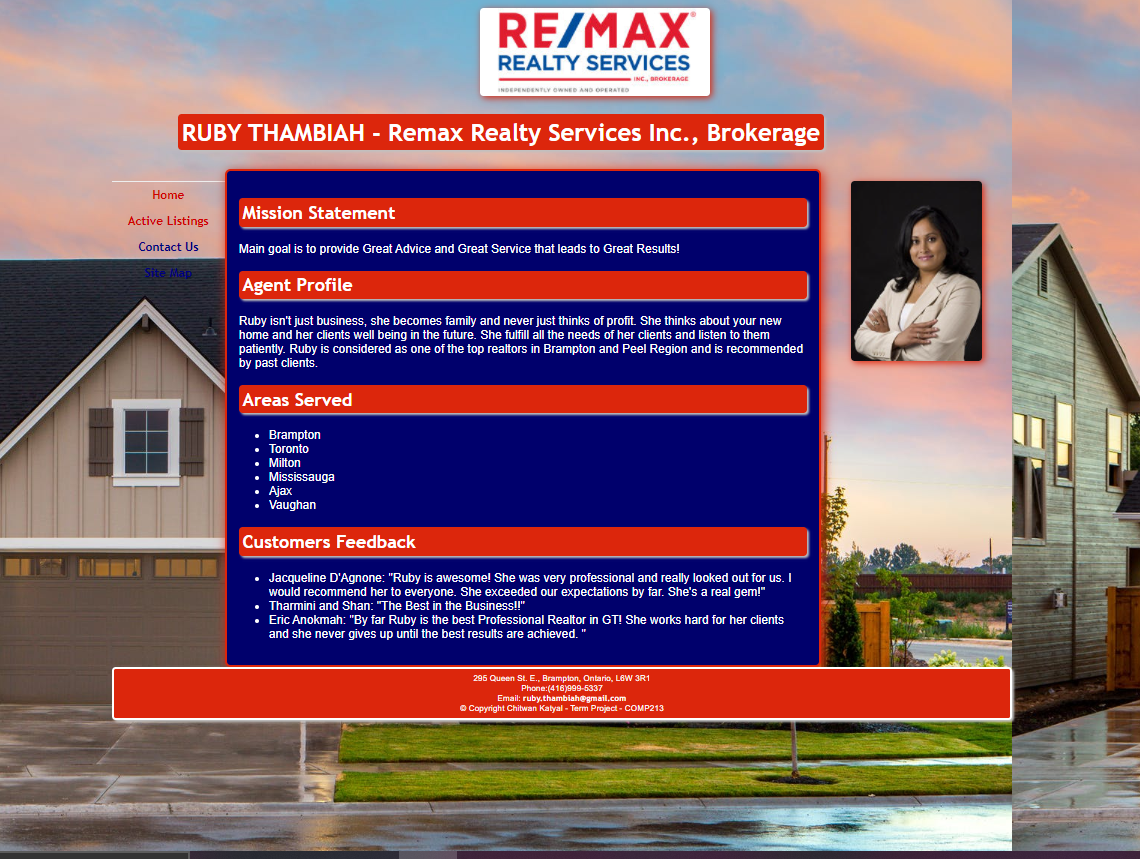 RE/MAX®
REALTY SERVICES
INC., BROKERAGE
INDEPENDENTLY OWNED AND OPERATED
RUBY THAMBIAH - Remax Realty Services Inc., Brokerage
Home
Active Listings
Contact Us
Site Map
Mission Statement
Main goal is to provide Great Advice and Great Service that leads to Great Results!
Agent Profile
Ruby isn't just business, she becomes family and never just thinks of profit. She thinks about your new
home and her clients well being in the future. She fulfill all the needs of her clients and listen to them
patiently. Ruby is considered as one of the top realtors in Brampton and Peel Region and is recommended
by past clients.
Areas Served
• Brampton
• Toronto
• Milton
• Mississauga
• Ajax
• Vaughan
Customers Feedback
• Jacqueline D'Agnone: "Ruby is awesome! She was very professional and really looked out for us. I
would recommend her to everyone. She exceeded our expectations by far. She's a real gem!"
• Tharmini and Shan: "The Best in the Business!!"
• Eric Anokmah: "By far Ruby is the best Professional Realtor in GT! She works hard for her clients
and she never gives up until the best results are achieved. "
295 Queen St. E., Brampton, Ontario, L6W 3R1
Phone:(416)999-5337
Email: ruby.thambiah@gmail.com
© Copyright Chitwan Katyal - Term Project - COMP213